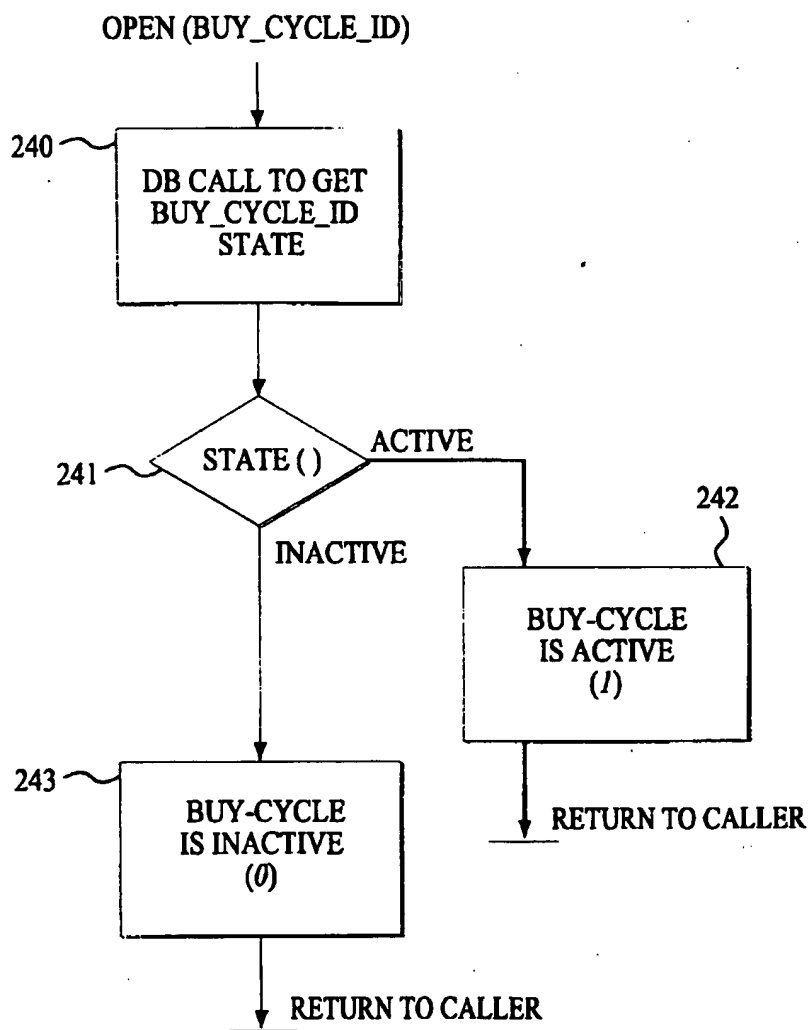 OPEN (BUY_CYCLE_ID)
240
DB CALL TO GET
BUY_CYCLE_ID
STATE
241
STATE ( )
ACTIVE
INACTIVE
242
BUY-CYCLE
IS ACTIVE
(1)
RETURN TO CALLER
243
BUY-CYCLE
IS INACTIVE
(0)
RETURN TO CALLER